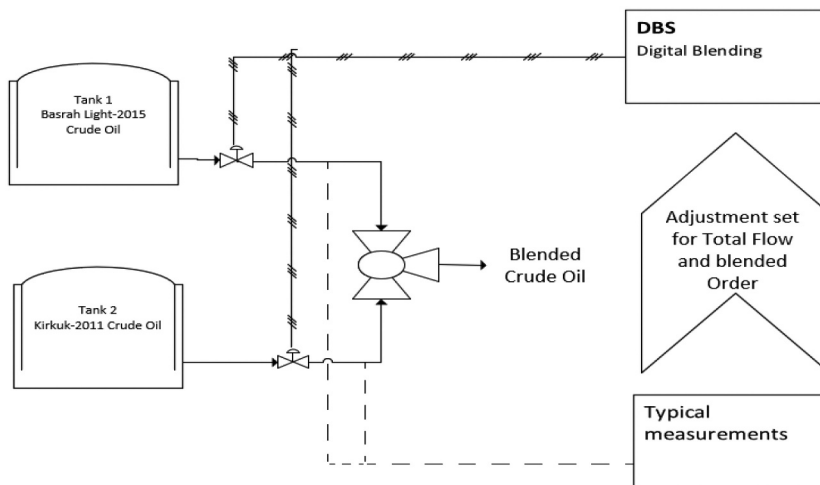 DBS
Digital Blending
Tank 1
Basrah Light-2015
Crude Oil
Adjustment set
for Total Flow
and blended
Order
Blended
Crude Oil
Tank 2
Kirkuk-2011 Crude Oil
Typical
measurements